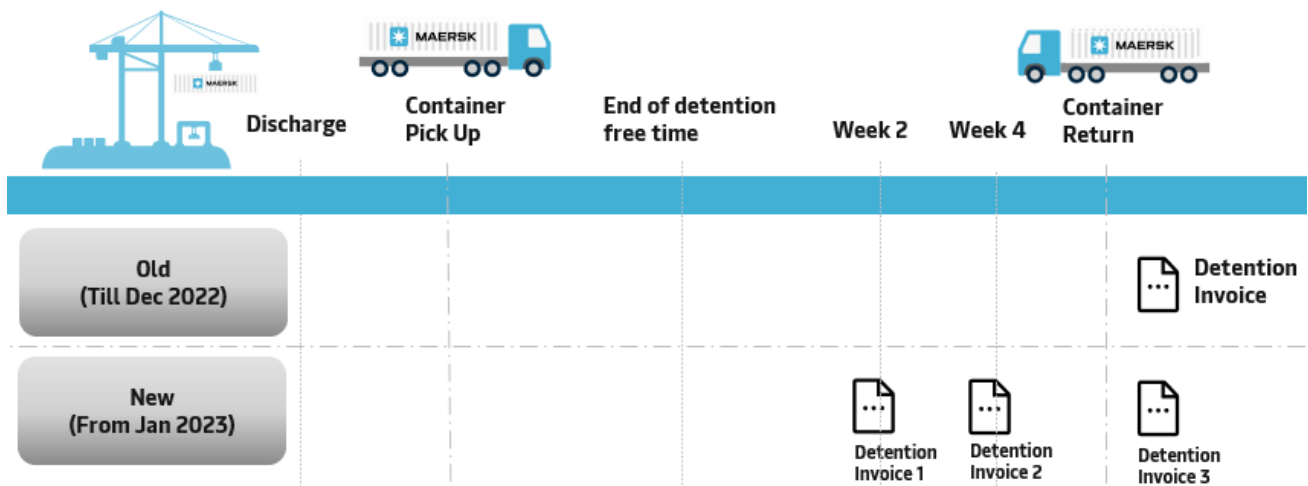 MAERSK
MAERSK
MAERSK
Discharge
Container
Pick Up
End of detention
free time
Week 2
Week 4
Container
Return
Old
(Till Dec 2022)
Detention
Invoice
New
(From Jan 2023)
Detention
Invoice 1
Detention
Invoice 2
Detention
Invoice 3